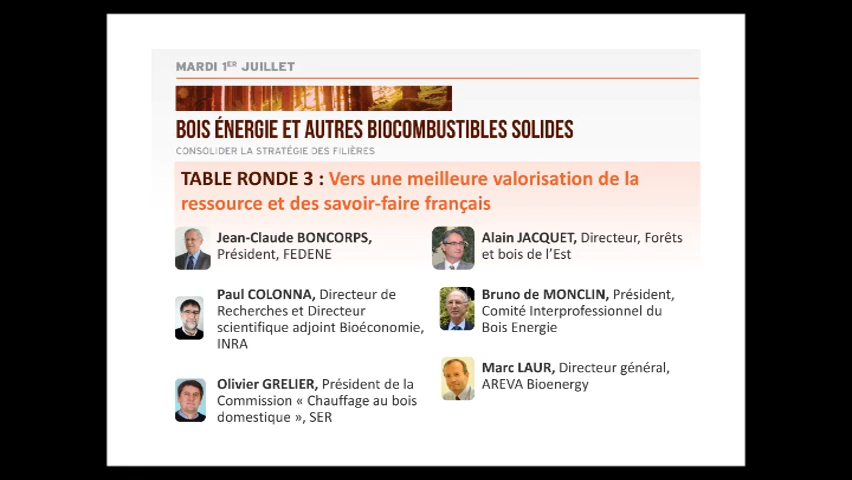 MARDI 1ER JUILLET
BOIS ÉNERGIE ET AUTRES BIOCOMBUSTIBLES SOLIDES
CONSOLIDER LA STRATÉGIE DES FILIÈRES
TABLE RONDE 3 : Vers une meilleure valorisation de la
ressource et des savoir-faire français
Jean-Claude BONCORPS,
Président, FEDENE
Paul COLONNA, Directeur de
Recherches et Directeur
scientifique adjoint Bioéconomie,
INRA
Olivier GRELIER, Président de la
Commission « Chauffage au bois
domestique », SER
Alain JACQUET, Directeur, Forêts
et bois de l'Est
Bruno de MONCLIN, Président,
Comité Interprofessionnel du
Bois Energie
Marc LAUR, Directeur général,
AREVA Bioenergy